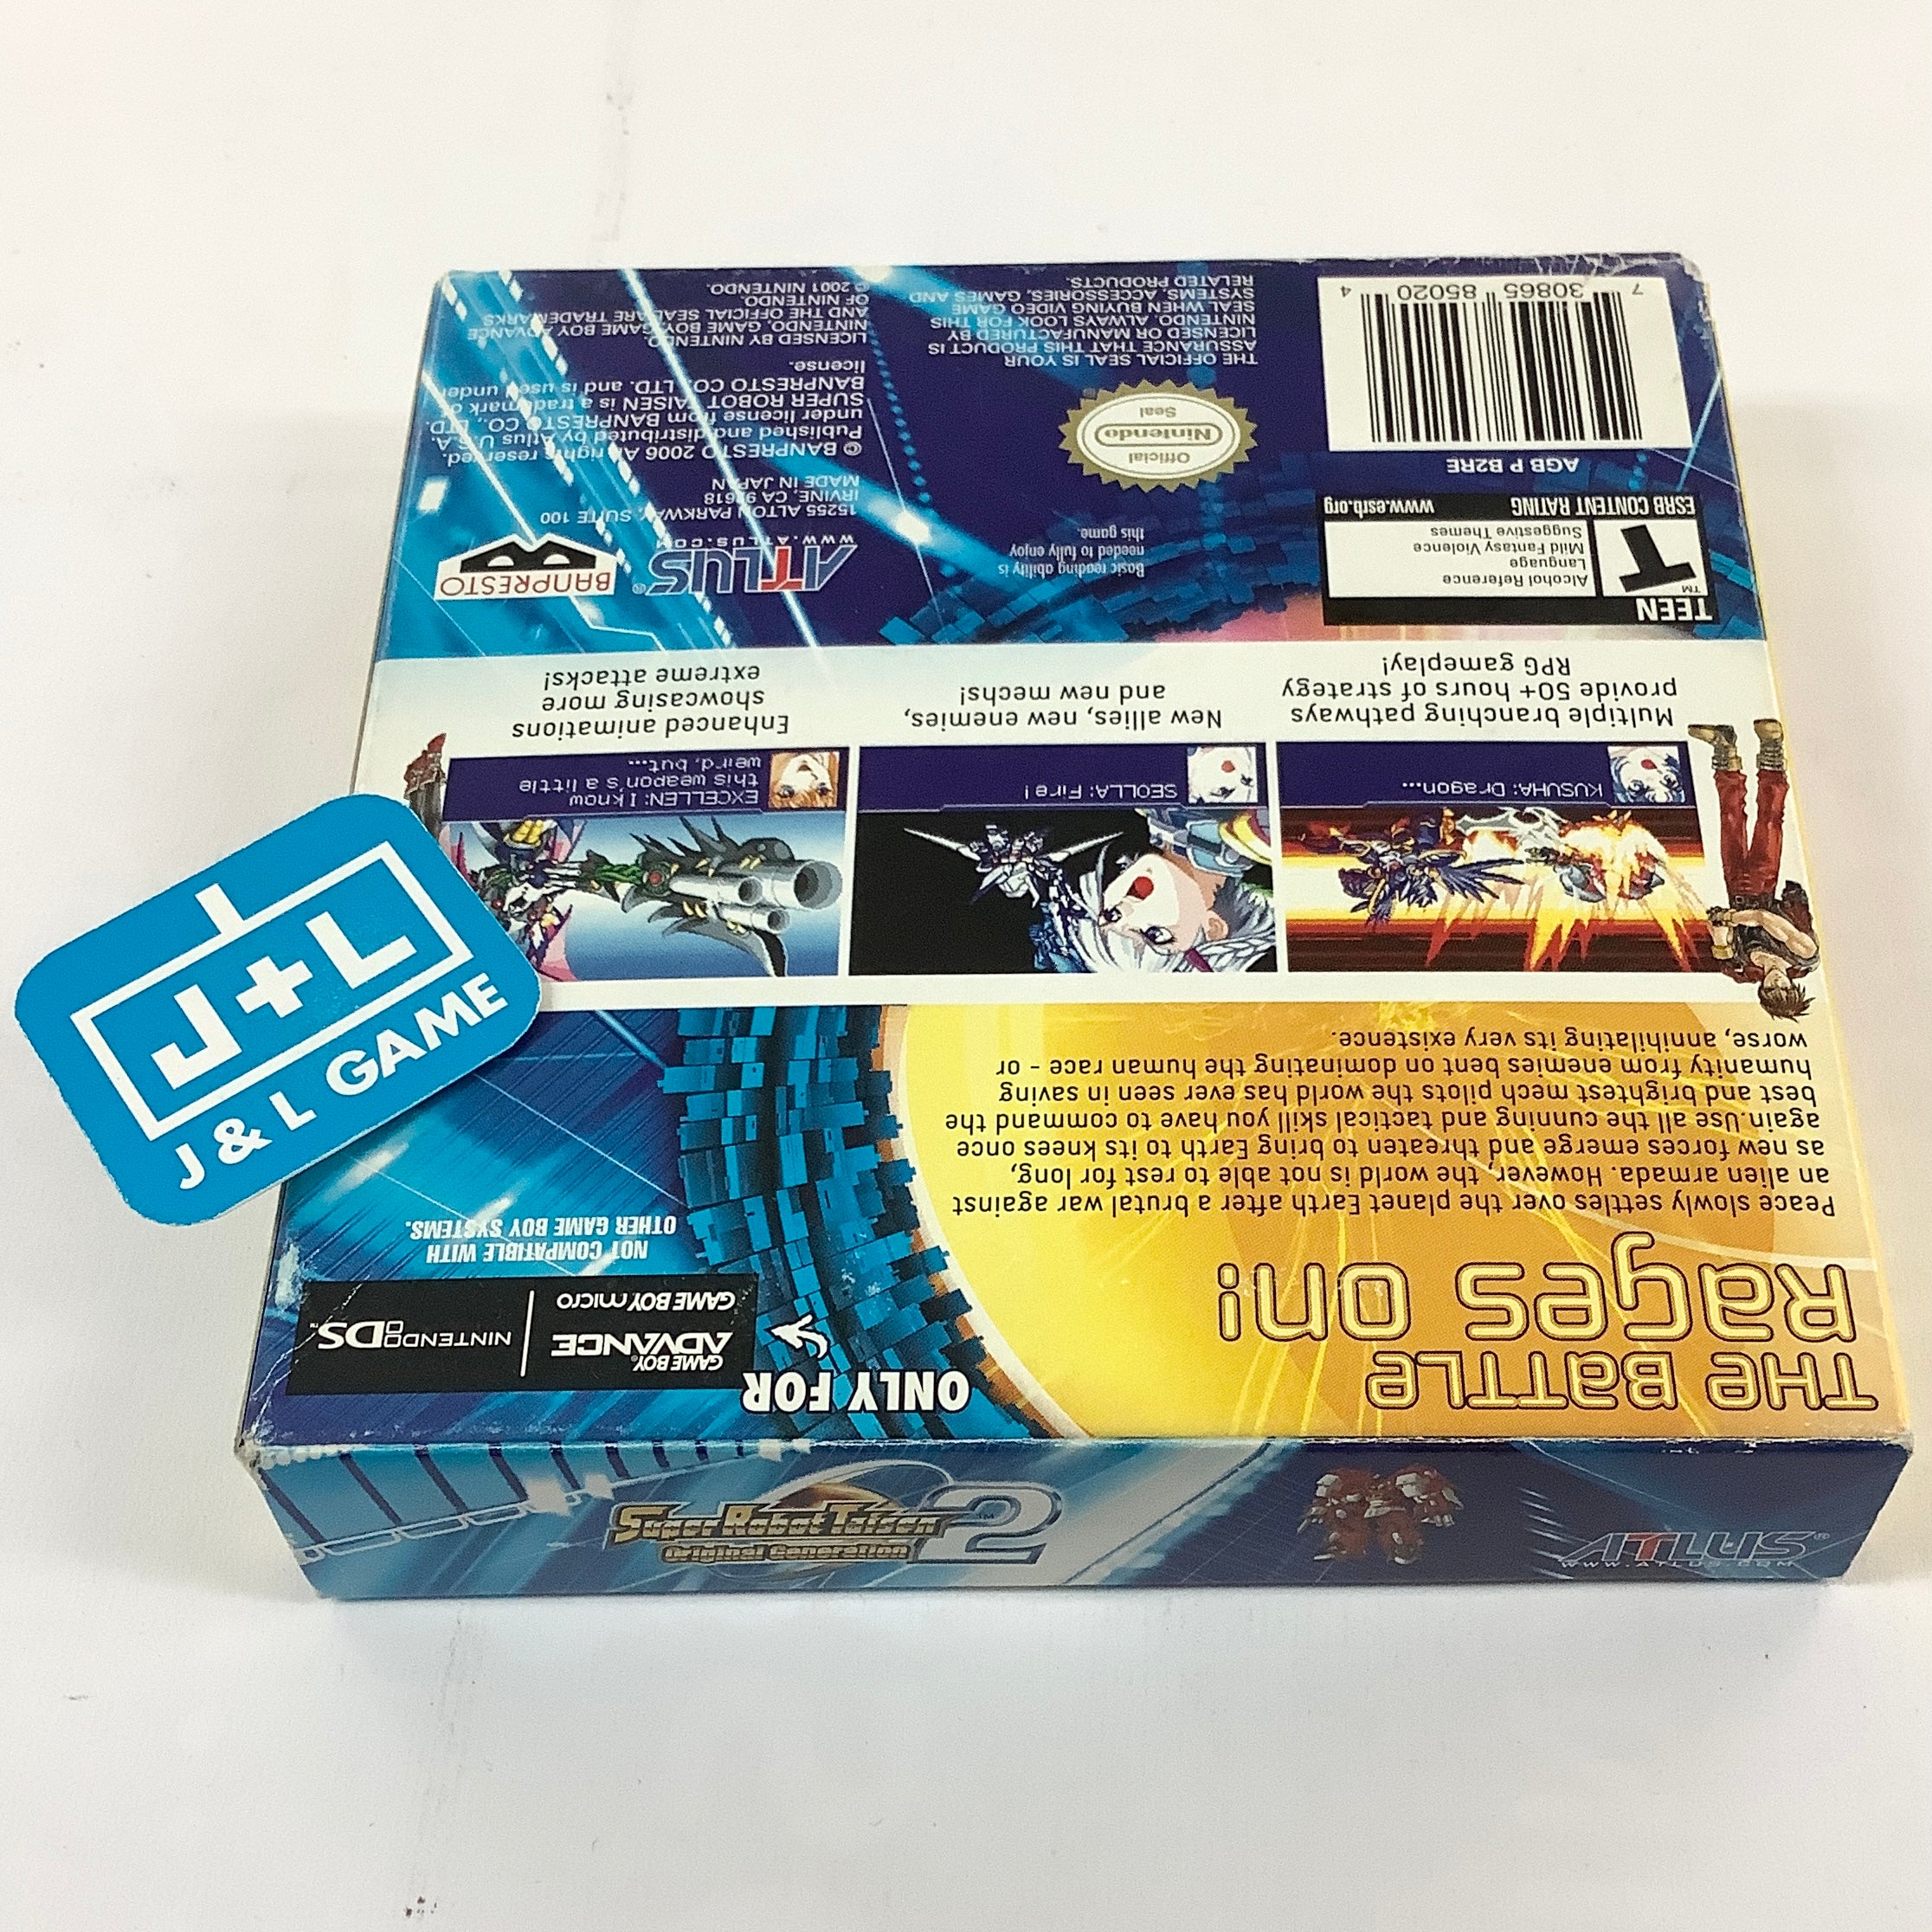 THE BATTLE
RAGES ON!
Peace slowly settles over the planet Earth after a brutal war against
an alien armada. However, the world is not able to rest for long,
as new forces emerge and threaten to bring Earth to its knees once
again. Use all the cunning and tactical skill you have to command the
best and brightest mech pilots the world has ever seen in saving
humanity from enemies bent on dominating the human race - or
worse, annihilating its very existence.
ONLY FOR
GAME BOY ADVANCE
GAME BOY micro
NINTENDO DS™
NOT COMPATIBLE WITH
OTHER GAME BOY SYSTEMS.
J+L
J & L GAME
KUSUHA: Dragon...
SEOLLA: Fire!
EXCELLEN: I know
this weapon's a little
weird, but...
Multiple branching pathways
provide 50+ hours of strategy
RPG gameplay!
New allies, new enemies,
and new mechs!
Enhanced animations
showcasing more
extreme attacks!
TEEN
T™
Alcohol Reference
Language
Mild Fantasy Violence
Suggestive Themes
ESRB CONTENT RATING www.esrb.org
AGB P B2RE
7 30865 85020 4
Basic reading ability is
needed to fully enjoy
this game.
Official
Nintendo
Seal
THE OFFICIAL SEAL IS YOUR
ASSURANCE THAT THIS PRODUCT IS
LICENSED OR MANUFACTURED BY
NINTENDO. ALWAYS LOOK FOR THIS
SEAL WHEN BUYING VIDEO GAME
SYSTEMS, ACCESSORIES, GAMES AND
RELATED PRODUCTS.
ATLUS®
WWW.ATLUS.COM
BANPRESTO
15255 ALTON PARKWAY, SUITE 100
IRVINE, CA 92618
MADE IN JAPAN
© BANPRESTO 2006 All rights reserved.
Published and distributed by Atlus U.S.A.
under license from BANPRESTO CO., LTD.
SUPER ROBOT TAISEN is a trademark of
BANPRESTO CO., LTD. and is used under
license.
LICENSED BY NINTENDO.
NINTENDO, GAME BOY, GAME BOY ADVANCE
AND THE OFFICIAL SEAL ARE TRADEMARKS
OF NINTENDO.
© 2001 NINTENDO.
Super Robot Taisen
Original Generation 2™
ATLUS®
WWW.ATLUS.COM